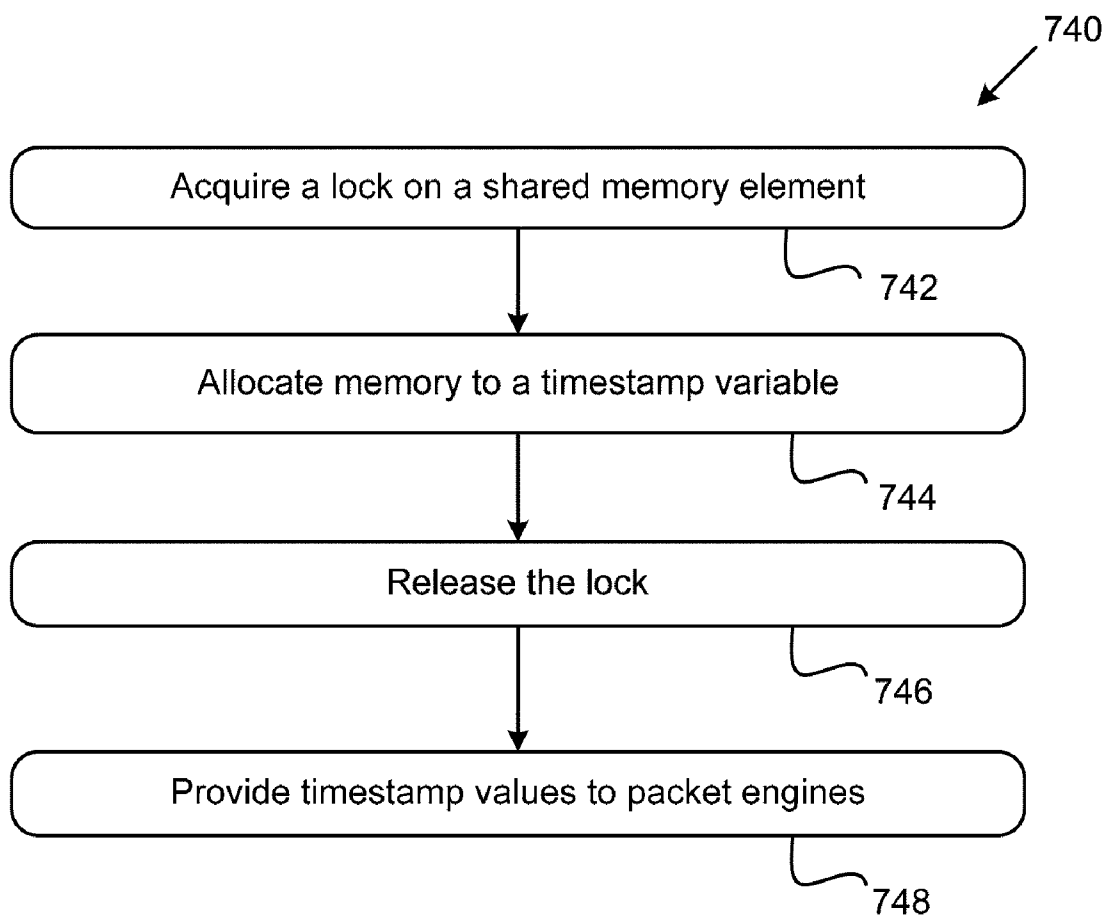 740
Acquire a lock on a shared memory element
742
Allocate memory to a timestamp variable
744
Release the lock
746
Provide timestamp values to packet engines
748